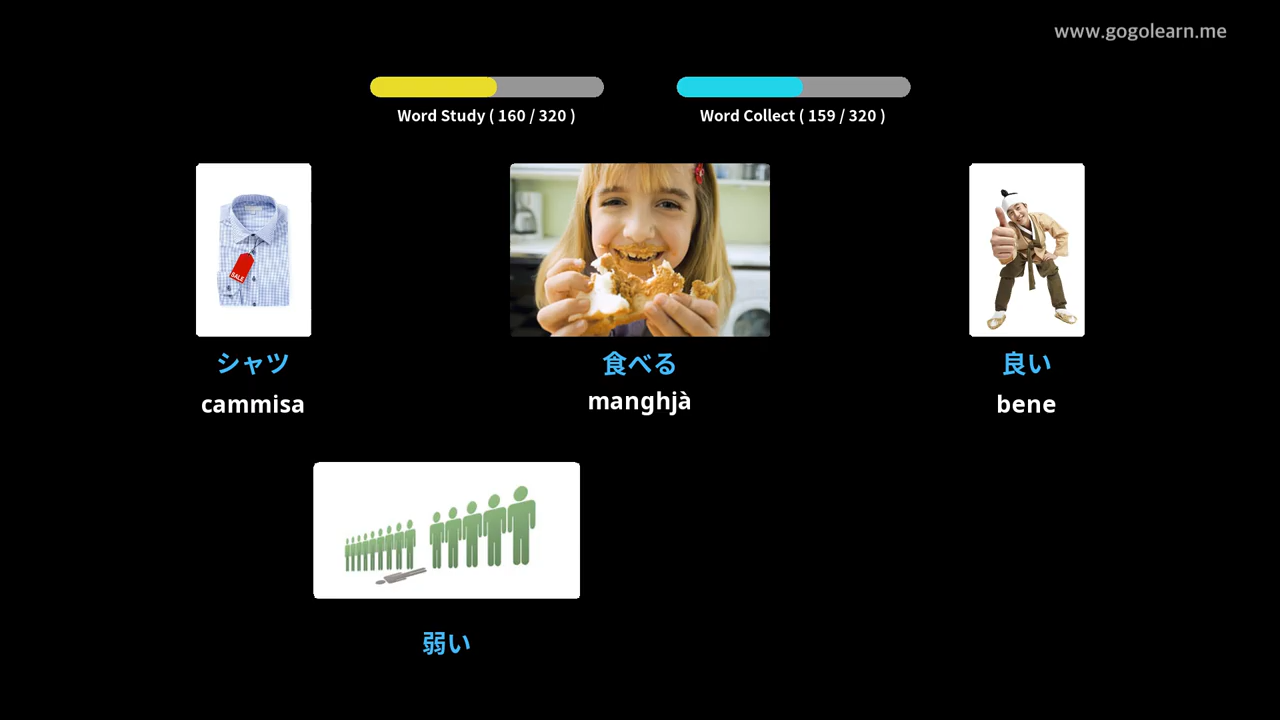 www.gogolearn.me
Word Study ( 160 / 320 )
Word Collect ( 159 / 320 )
SALE
シャツ
食べる
良い
cammisa
manghjà
bene
弱い